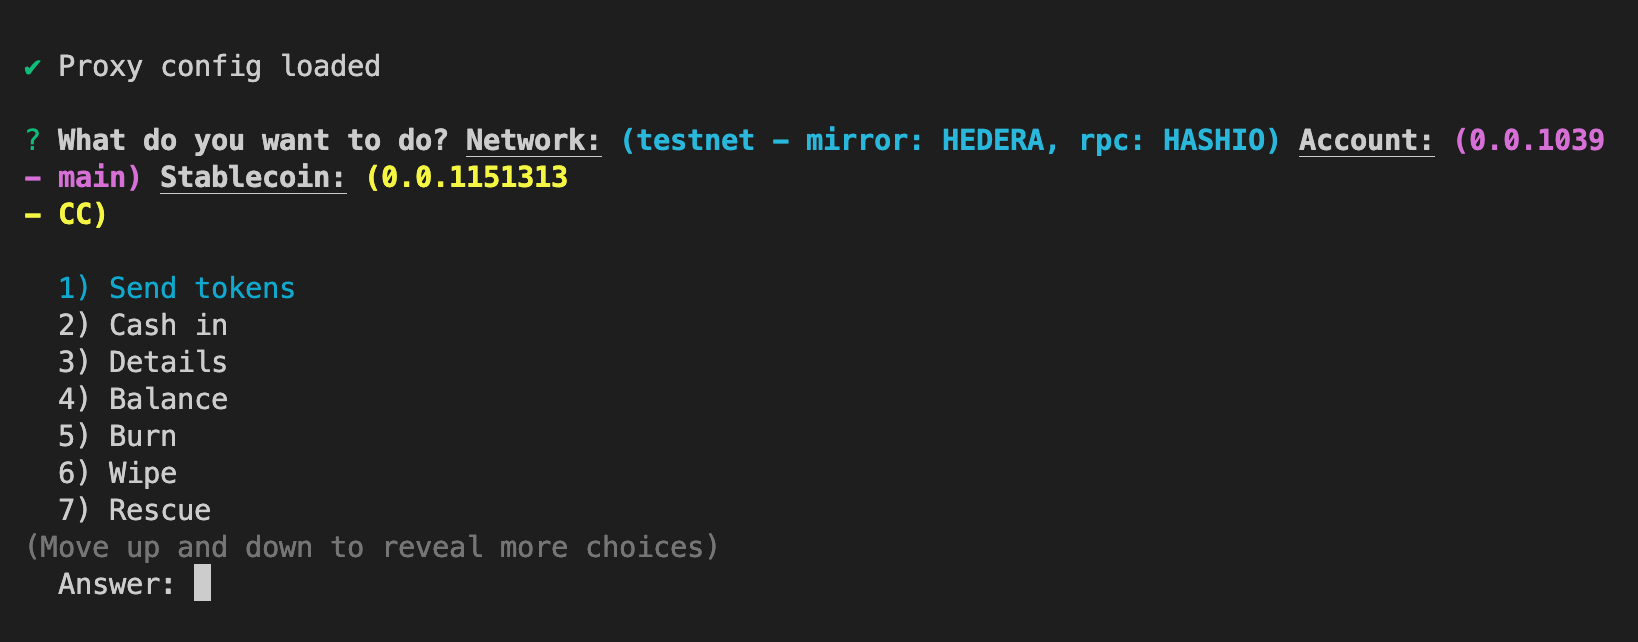 ✔ Proxy config loaded
? What do you want to do? Network: (testnet – mirror: HEDERA, rpc: HASHIO) Account: (0.0.1039
– main) Stablecoin: (0.0.1151313
– CC)
1) Send tokens
2) Cash in
3) Details
4) Balance
5) Burn
6) Wipe
7) Rescue
(Move up and down to reveal more choices)
Answer: